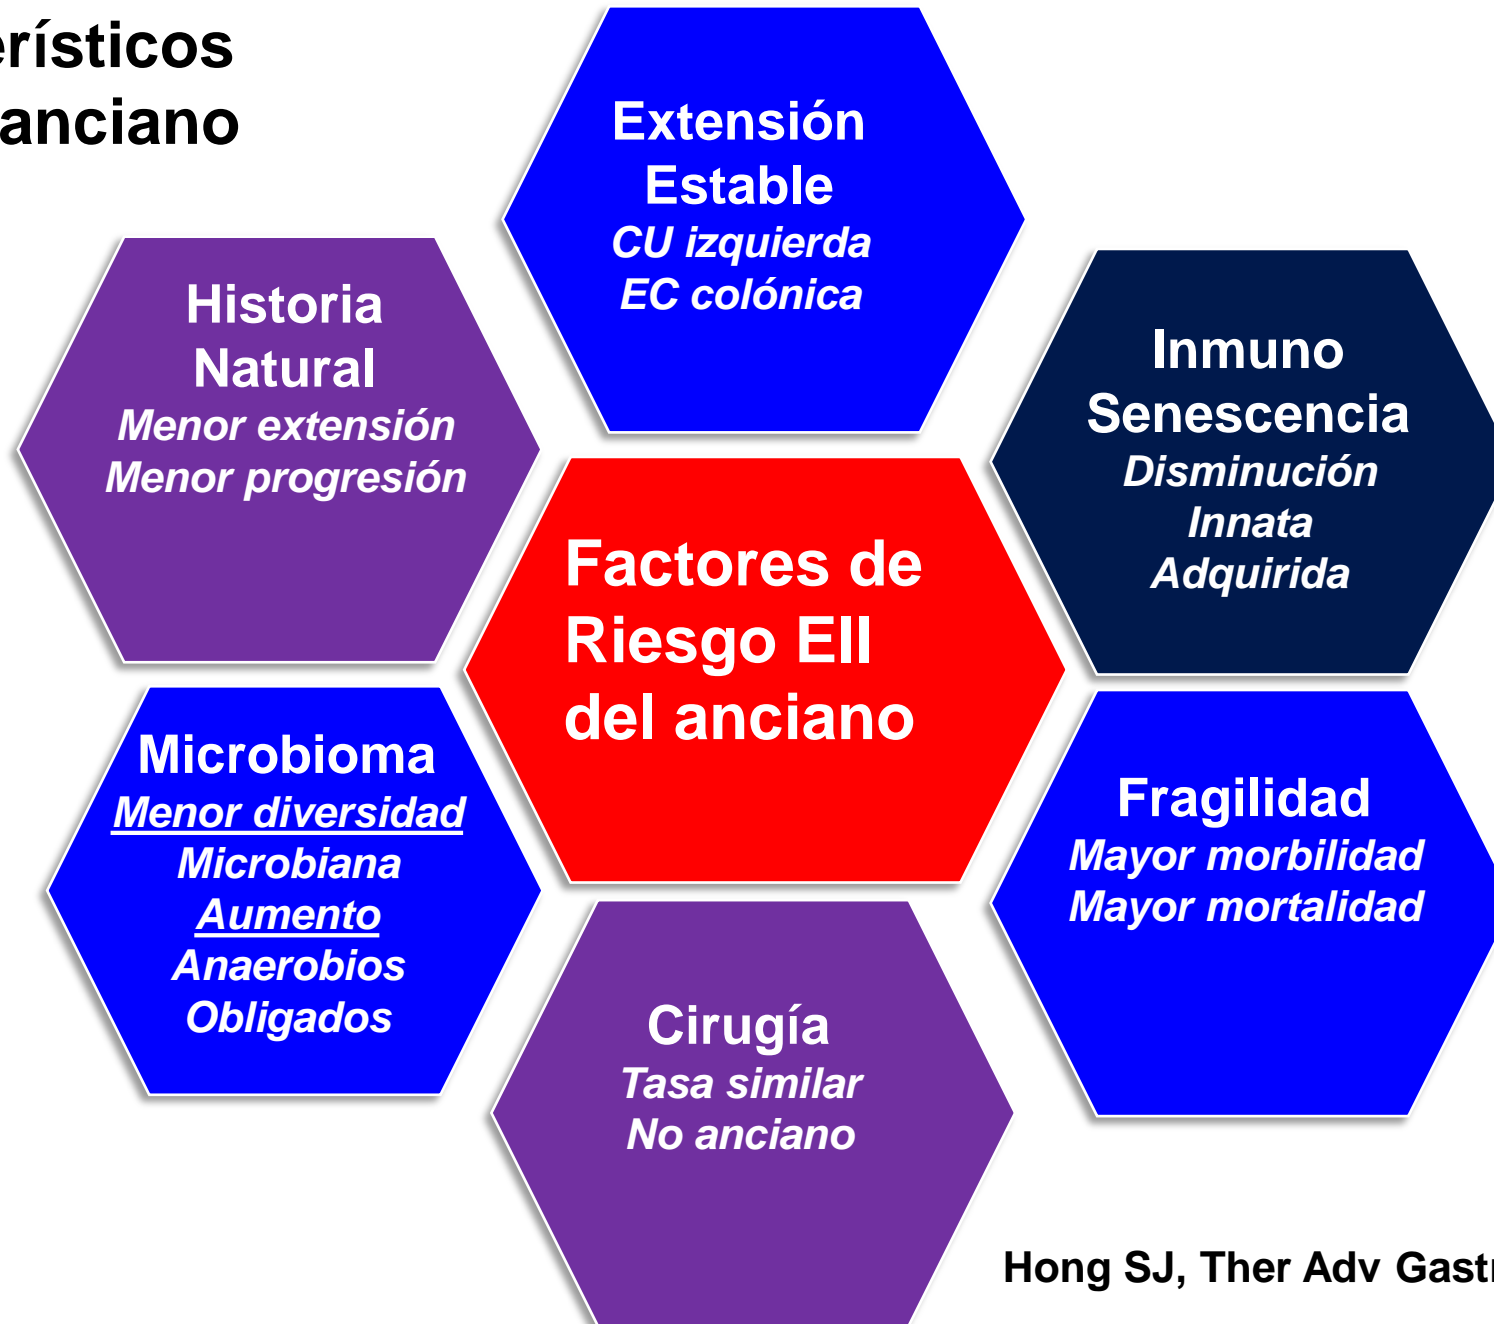 erísticos
anciano
Extensión
Estable
CU izquierda
EC colónica
Historia
Natural
Menor extensión
Menor progresión
Inmuno
Senescencia
Disminución
Innata
Adquirida
Factores de
Riesgo EII
del anciano
Microbioma
Menor diversidad
Microbiana
Aumento
Anaerobios
Obligados
Fragilidad
Mayor morbilidad
Mayor mortalidad
Cirugía
Tasa similar
No anciano
Hong SJ, Ther Adv Gast